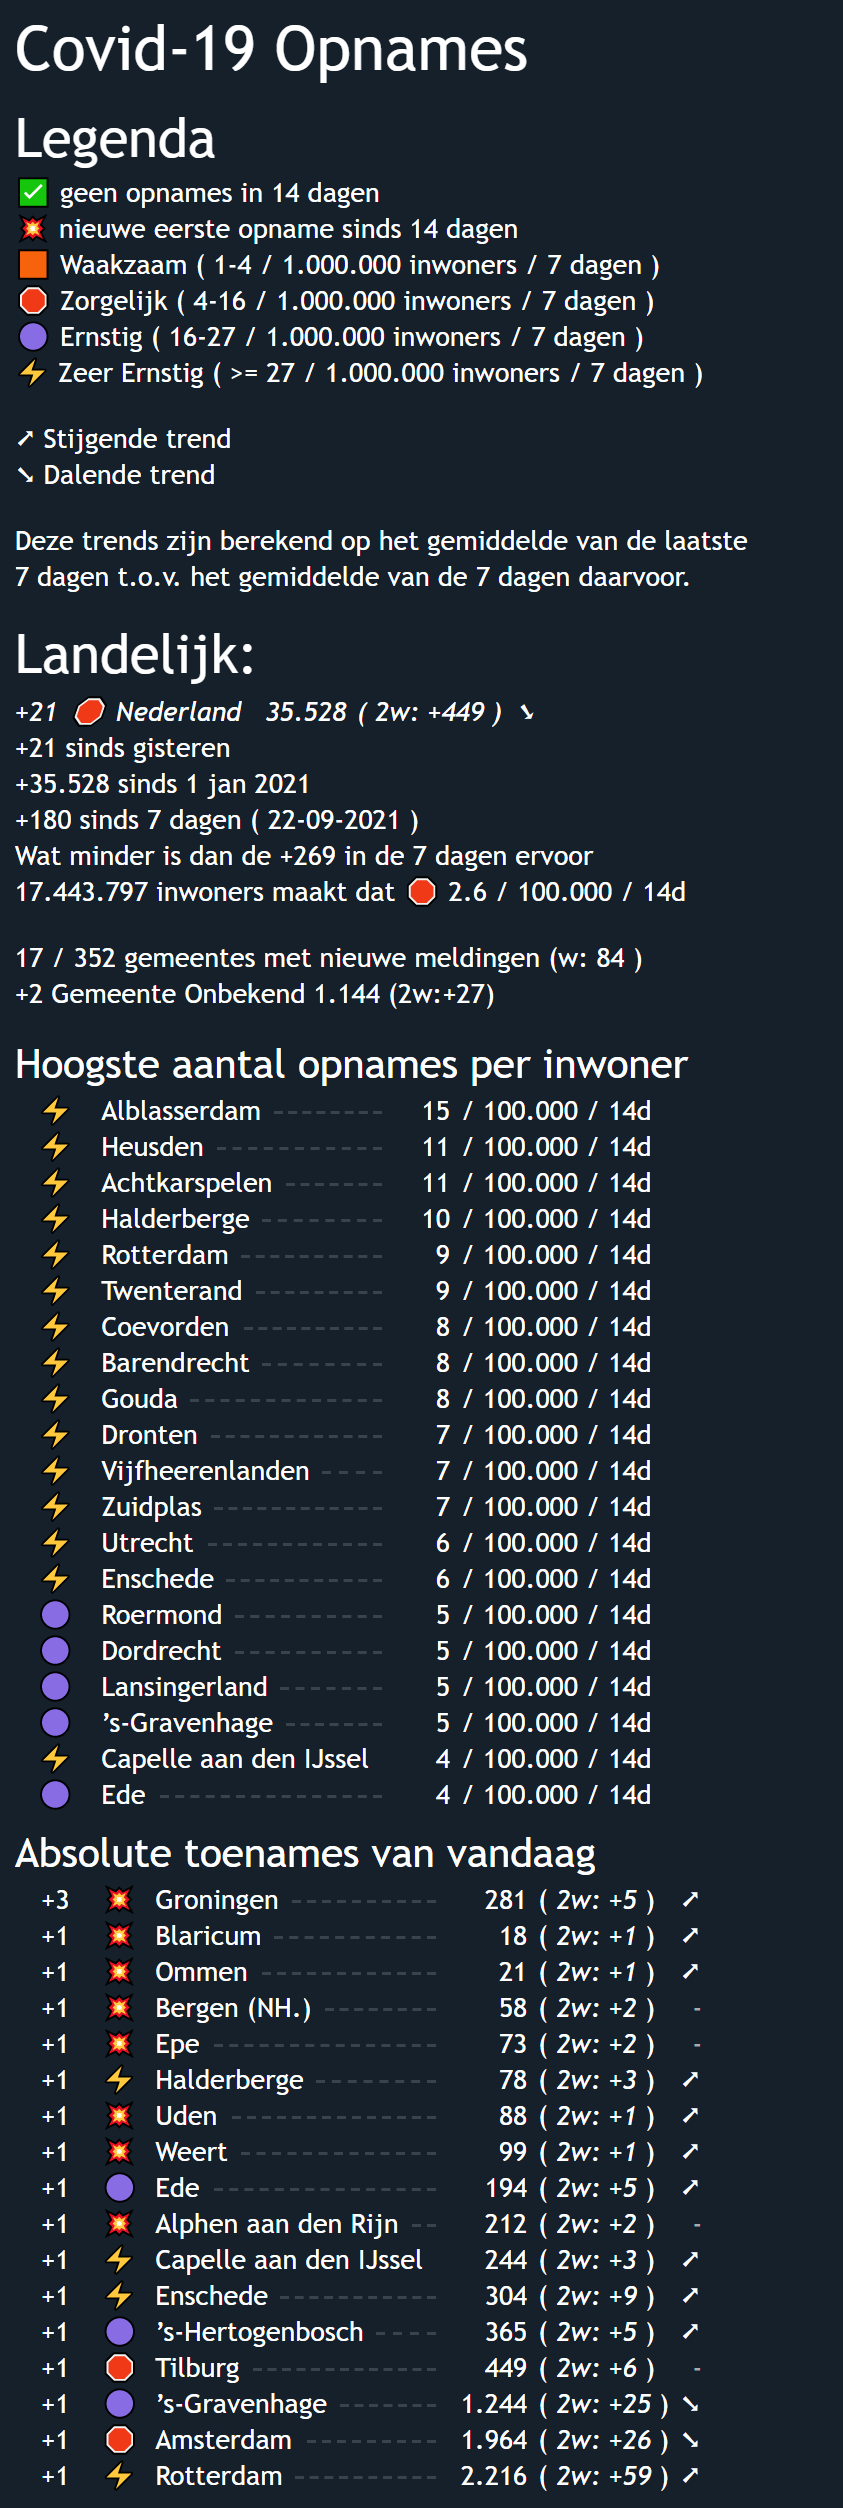 Covid-19 Opnames
Legenda
✅ geen opnames in 14 dagen
💥 nieuwe eerste opname sinds 14 dagen
🟧 Waakzaam ( 1-4 / 1.000.000 inwoners / 7 dagen )
🛑 Zorgelijk ( 4-16 / 1.000.000 inwoners / 7 dagen )
🟣 Ernstig ( 16-27 / 1.000.000 inwoners / 7 dagen )
⚡ Zeer Ernstig ( >= 27 / 1.000.000 inwoners / 7 dagen )
➚ Stijgende trend
➘ Dalende trend
Deze trends zijn berekend op het gemiddelde van de laatste
7 dagen t.o.v. het gemiddelde van de 7 dagen daarvoor.
Landelijk:
+21 🛑 Nederland 35.528 ( 2w: +449 ) ➘
+21 sinds gisteren
+35.528 sinds 1 jan 2021
+180 sinds 7 dagen ( 22-09-2021 )
Wat minder is dan de +269 in de 7 dagen ervoor
17.443.797 inwoners maakt dat 🛑 2.6 / 100.000 / 14d
17 / 352 gemeentes met nieuwe meldingen (w: 84 )
+2 Gemeente Onbekend 1.144 (2w:+27)
Hoogste aantal opnames per inwoner
⚡ Alblasserdam -------- 15 / 100.000 / 14d
⚡ Heusden ------------ 11 / 100.000 / 14d
⚡ Achtkarspelen ------- 11 / 100.000 / 14d
⚡ Halderberge --------- 10 / 100.000 / 14d
⚡ Rotterdam ---------- 9 / 100.000 / 14d
⚡ Twenterand --------- 9 / 100.000 / 14d
⚡ Coevorden ---------- 8 / 100.000 / 14d
⚡ Barendrecht --------- 8 / 100.000 / 14d
⚡ Gouda -------------- 8 / 100.000 / 14d
⚡ Dronten ------------ 7 / 100.000 / 14d
⚡ Vijfheerenlanden ---- 7 / 100.000 / 14d
⚡ Zuidplas ------------ 7 / 100.000 / 14d
⚡ Utrecht ------------- 6 / 100.000 / 14d
⚡ Enschede ----------- 6 / 100.000 / 14d
🟣 Roermond ----------- 5 / 100.000 / 14d
🟣 Dordrecht ----------- 5 / 100.000 / 14d
🟣 Lansingerland ------- 5 / 100.000 / 14d
🟣 ’s-Gravenhage ------- 5 / 100.000 / 14d
⚡ Capelle aan den IJssel 4 / 100.000 / 14d
🟣 Ede ---------------- 4 / 100.000 / 14d
Absolute toenames van vandaag
+3 💥 Groningen ----------- 281 ( 2w: +5 ) ➚
+1 💥 Blaricum ------------ 18 ( 2w: +1 ) ➚
+1 💥 Ommen ------------- 21 ( 2w: +1 ) ➚
+1 💥 Bergen (NH.) -------- 58 ( 2w: +2 ) -
+1 💥 Epe ---------------- 73 ( 2w: +2 ) -
+1 ⚡ Halderberge --------- 78 ( 2w: +3 ) ➚
+1 💥 Uden --------------- 88 ( 2w: +1 ) ➚
+1 💥 Weert -------------- 99 ( 2w: +1 ) ➚
+1 🟣 Ede ---------------- 194 ( 2w: +5 ) ➚
+1 💥 Alphen aan den Rijn -- 212 ( 2w: +2 ) -
+1 ⚡ Capelle aan den IJssel 244 ( 2w: +3 ) ➚
+1 ⚡ Enschede ------------ 304 ( 2w: +9 ) ➚
+1 🟣 ’s-Hertogenbosch ---- 365 ( 2w: +5 ) ➚
+1 🛑 Tilburg -------------- 449 ( 2w: +6 ) -
+1 🟣 ’s-Gravenhage ------- 1.244 ( 2w: +25 ) ➘
+1 🛑 Amsterdam ---------- 1.964 ( 2w: +26 ) ➘
+1 ⚡ Rotterdam ----------- 2.216 ( 2w: +59 ) ➚